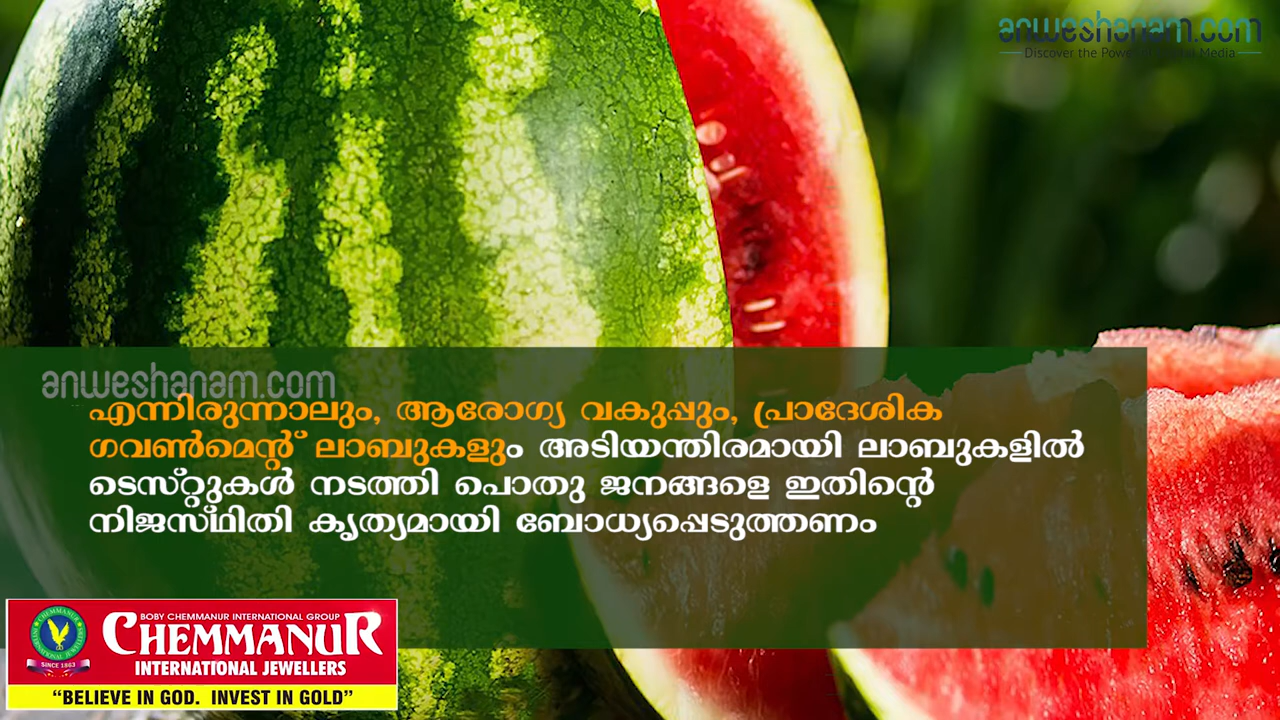 anweshanam.com
Discover the Power of Digital Media
anweshanam.com
എന്നിരുന്നാലും, ആരോഗ്യ വകുപ്പും, പ്രാദേശിക
ഗവൺമെന്റ് ലാബുകളും അടിയന്തിരമായി ലാബുകളിൽ
ടെസ്റ്റുകൾ നടത്തി പൊതു ജനങ്ങളെ ഇതിന്റെ
നിജസ്ഥിതി കൃത്യമായി ബോധ്യപ്പെടുത്തണം
BOBY CHEMMANUR INTERNATIONAL GROUP
CHEMMANUR
INTERNATIONAL JEWELLERS
SINCE 1863
“BELIEVE IN GOD. INVEST IN GOLD”